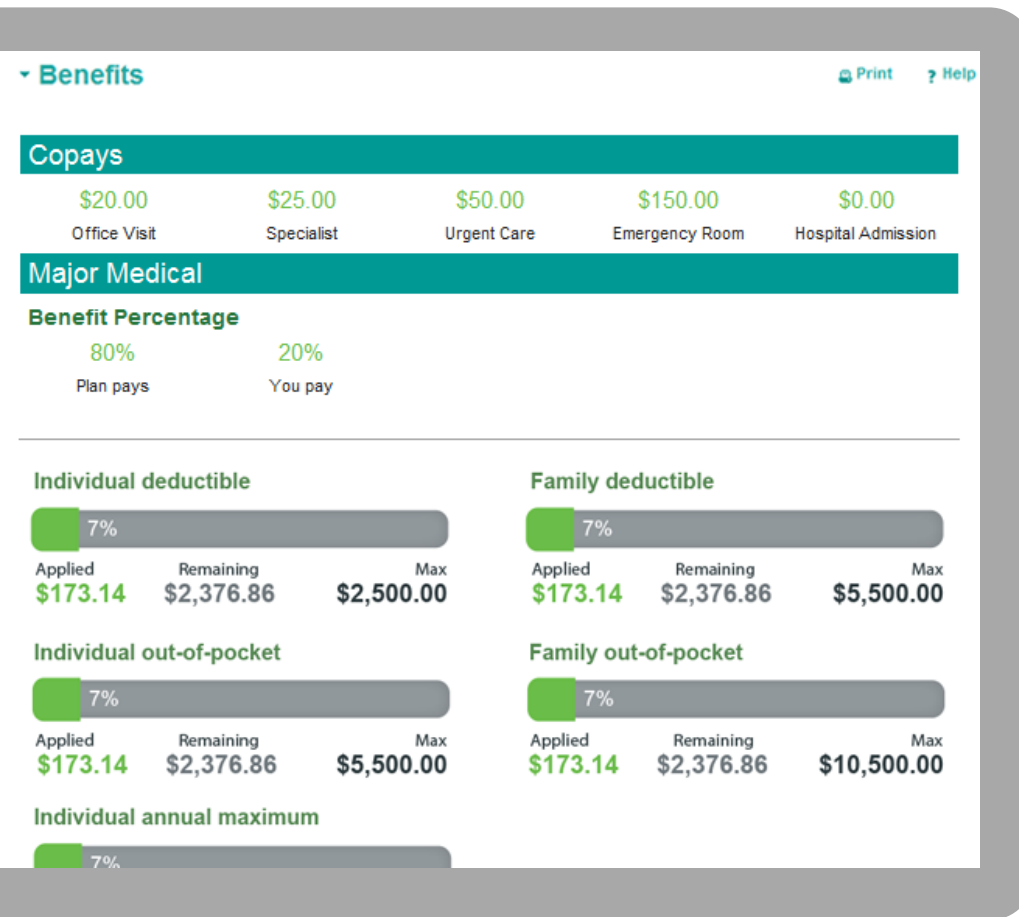 Benefits
Print ? Help
Copays
$20.00 $25.00 $50.00 $150.00 $0.00
Office Visit Specialist Urgent Care Emergency Room Hospital Admission
Major Medical
Benefit Percentage
80% 20%
Plan pays You pay
Individual deductible Family deductible
7% 7%
Applied Remaining Max Applied Remaining Max
$173.14 $2,376.86 $2,500.00 $173.14 $2,376.86 $5,500.00
Individual out-of-pocket Family out-of-pocket
7% 7%
Applied Remaining Max Applied Remaining Max
$173.14 $2,376.86 $5,500.00 $173.14 $2,376.86 $10,500.00
Individual annual maximum
7%